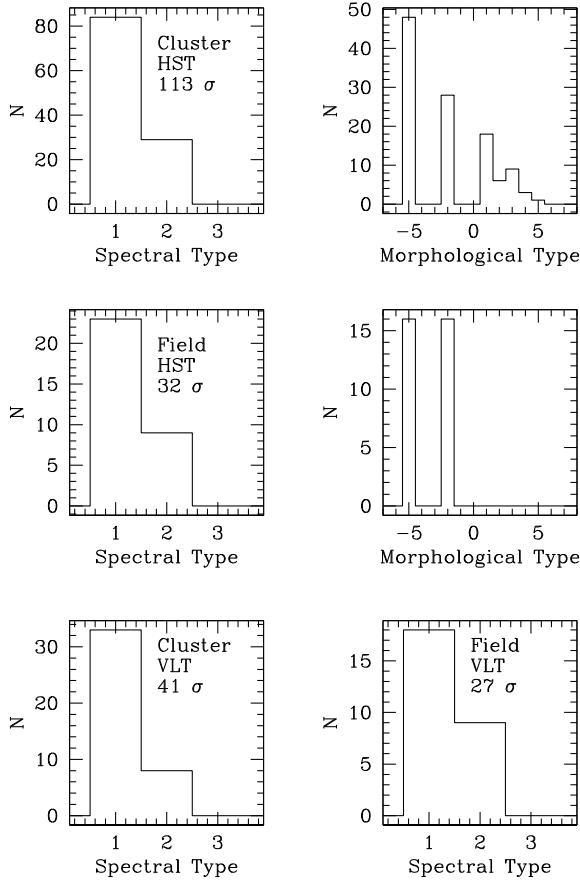 80
60
40
20
0
N
Cluster
HST
113 σ
1 2 3
Spectral Type
50
40
30
20
10
0
N
−5 0 5
Morphological Type
20
15
10
5
0
N
Field
HST
32 σ
1 2 3
Spectral Type
15
10
5
0
N
−5 0 5
Morphological Type
30
20
10
0
N
Cluster
VLT
41 σ
1 2 3
Spectral Type
15
10
5
0
N
Field
VLT
27 σ
1 2 3
Spectral Type